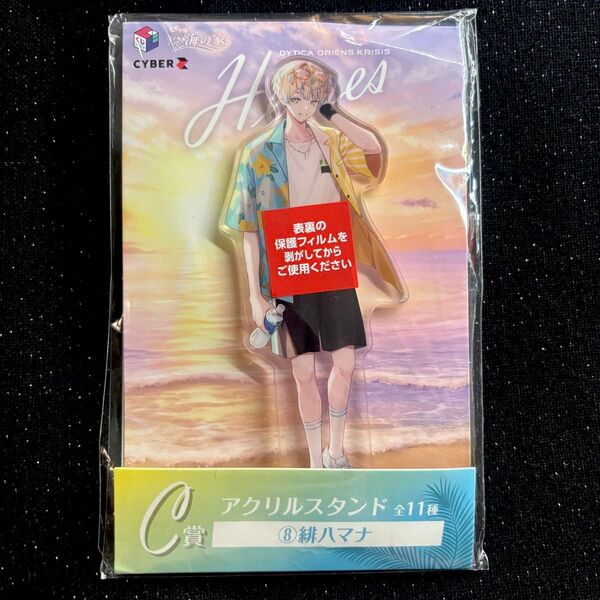 海の家
CYBER Z
DYTICA ORIENS KRISIS
表裏の
保護フィルムを
剥がしてから
ご使用ください
C賞
アクリルスタンド 全11種
⑧緋八マナ